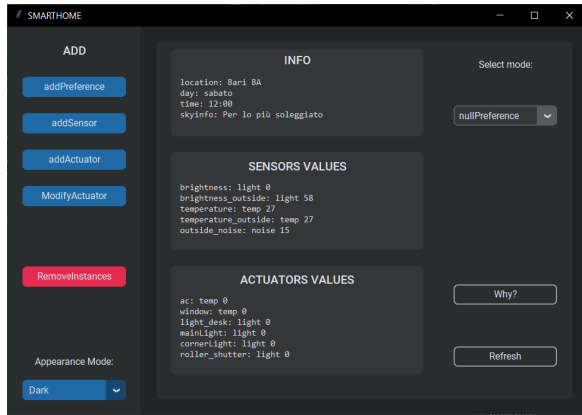 SMARTHOME
ADD
addPreference
addSensor
addActuator
ModifyActuator
RemoveInstances
Appearance Mode:
Dark
INFO
location: Bari BA
day: sabato
time: 12:00
skyinfo: Per lo più soleggiato
SENSORS VALUES
brightness: light 0
brightness_outside: light 58
temperature: temp 27
temperature_outside: temp 27
outside_noise: noise 15
ACTUATORS VALUES
ac: temp 0
window: temp 0
light_desk: light 0
mainLight: light 0
cornerLight: light 0
roller_shutter: light 0
Select mode:
nullPreference
Why?
Refresh